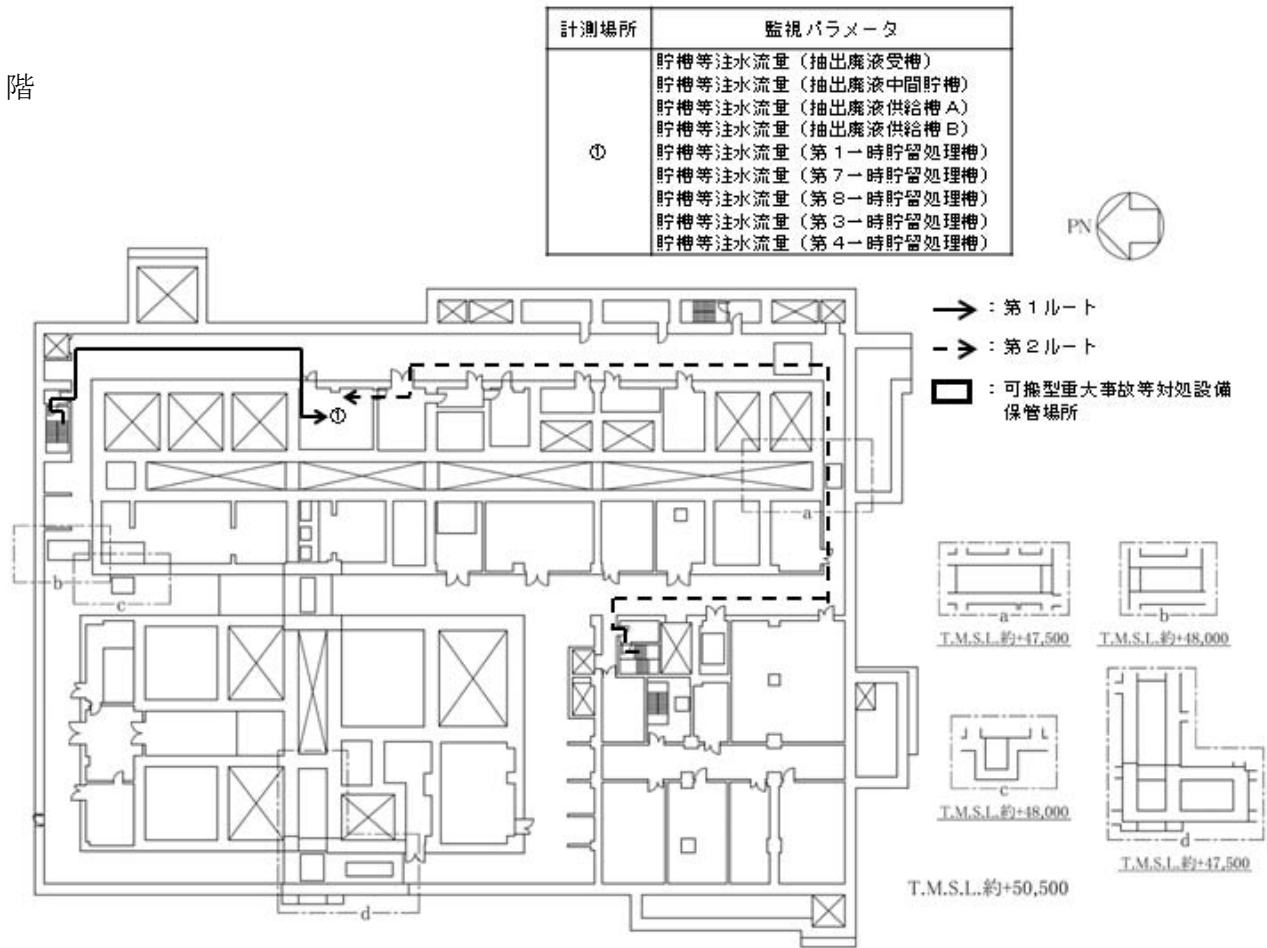 計測場所 監視パラメータ
① 貯槽等注水流量（抽出廃液受槽）
貯槽等注水流量（抽出廃液中間貯槽）
貯槽等注水流量（抽出廃液供給槽Ａ）
貯槽等注水流量（抽出廃液供給槽Ｂ）
貯槽等注水流量（第１一時貯留処理槽）
貯槽等注水流量（第７一時貯留処理槽）
貯槽等注水流量（第８一時貯留処理槽）
貯槽等注水流量（第３一時貯留処理槽）
貯槽等注水流量（第４一時貯留処理槽）
階
PN
：第１ルート
：第２ルート
：可搬型重大事故等対処設備
保管場所
①
a
b
c
d
a
T.M.S.L.約+47,500
b
T.M.S.L.約+48,000
c
T.M.S.L.約+48,000
d
T.M.S.L.約+47,500
T.M.S.L.約+50,500